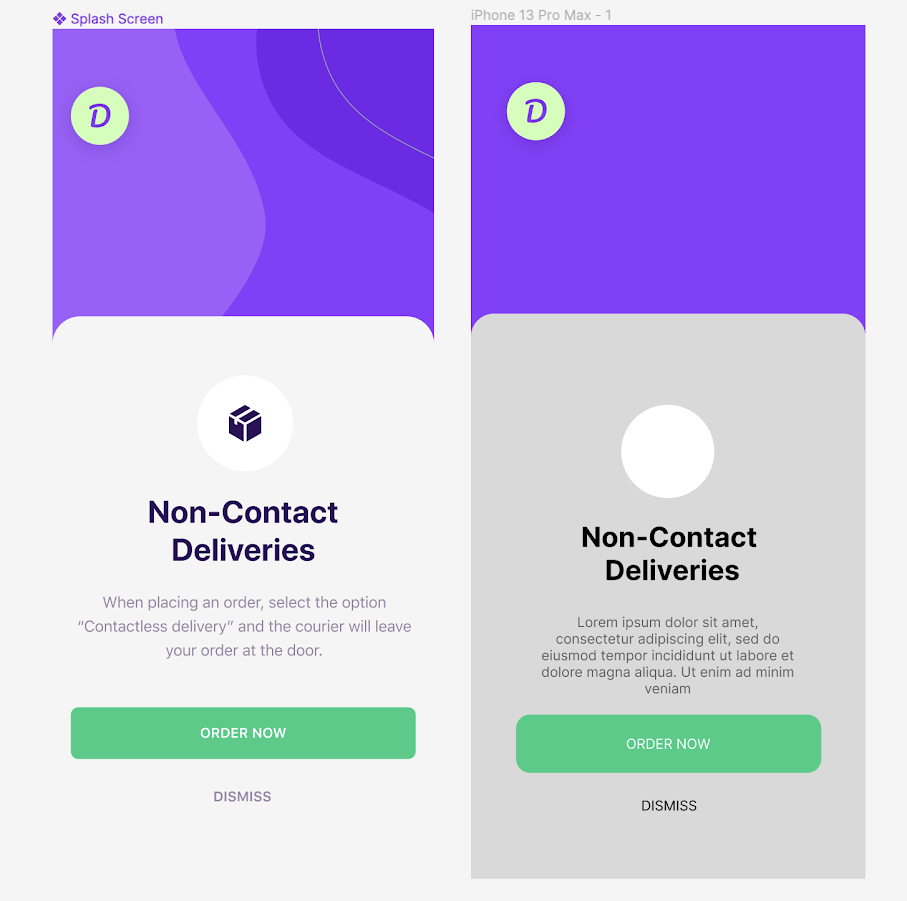 Splash Screen
D
Non-Contact
Deliveries
When placing an order, select the option
“Contactless delivery” and the courier will leave
your order at the door.
ORDER NOW
DISMISS
iPhone 13 Pro Max - 1
D
Non-Contact
Deliveries
Lorem ipsum dolor sit amet,
consectetur adipiscing elit, sed do
eiusmod tempor incididunt ut labore et
dolore magna aliqua. Ut enim ad minim
veniam
ORDER NOW
DISMISS